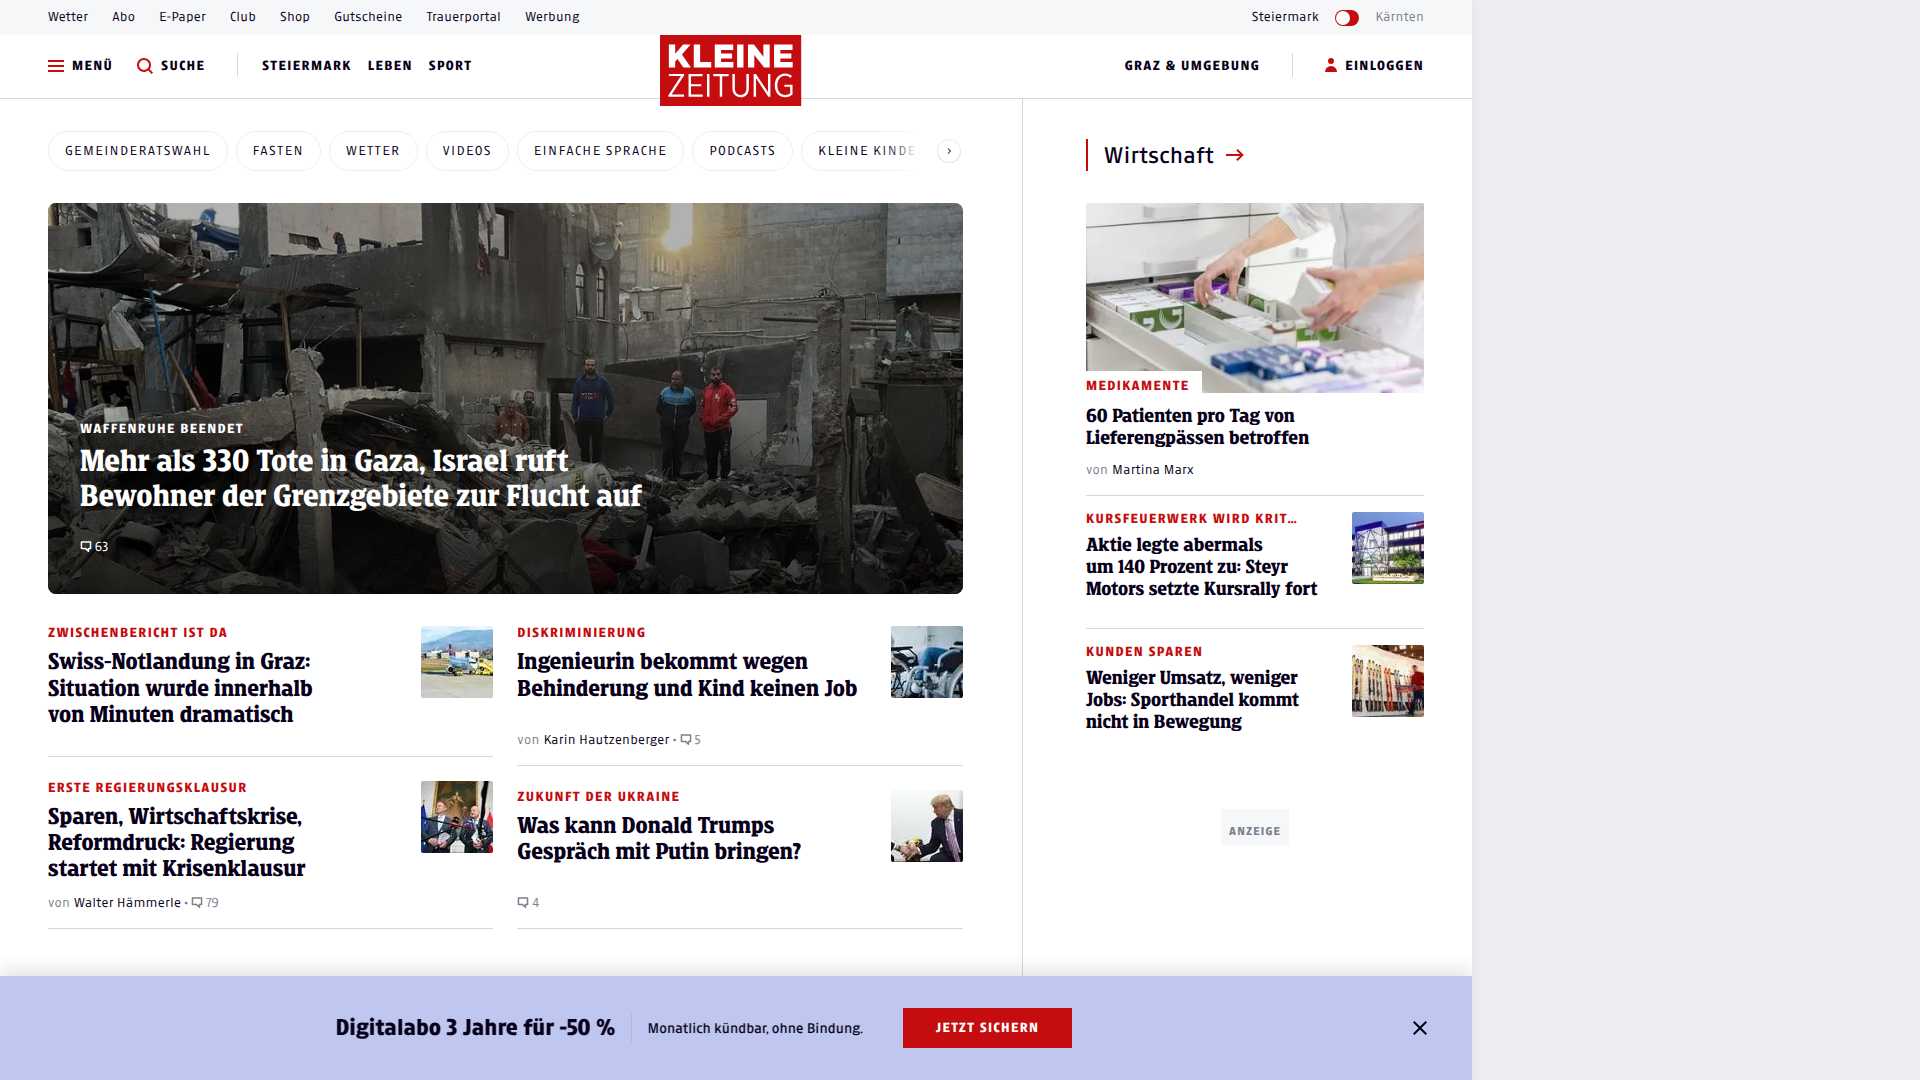 Wetter Abo E-Paper Club Shop Gutscheine Trauerportal Werbung Steiermark Kärnten
MENÜ SUCHE STEIERMARK LEBEN SPORT
KLEINE
ZEITUNG
GRAZ & UMGEBUNG EINLOGGEN
GEMEINDERATSWAHL FASTEN WETTER VIDEOS EINFACHE SPRACHE PODCASTS KLEINE KINDE
WAFFENRUHE BEENDET
Mehr als 330 Tote in Gaza, Israel ruft
Bewohner der Grenzgebiete zur Flucht auf
63
ZWISCHENBERICHT IST DA
Swiss-Notlandung in Graz:
Situation wurde innerhalb
von Minuten dramatisch
DISKRIMINIERUNG
Ingenieurin bekommt wegen
Behinderung und Kind keinen Job
von Karin Hautzenberger • 5
ERSTE REGIERUNGSKLAUSUR
Sparen, Wirtschaftskrise,
Reformdruck: Regierung
startet mit Krisenklausur
von Walter Hämmerle • 79
ZUKUNFT DER UKRAINE
Was kann Donald Trumps
Gespräch mit Putin bringen?
4
Wirtschaft
MEDIKAMENTE
60 Patienten pro Tag von
Lieferengpässen betroffen
von Martina Marx
KURSFEUERWERK WIRD KRIT...
Aktie legte abermals
um 140 Prozent zu: Steyr
Motors setzte Kursrally fort
KUNDEN SPAREN
Weniger Umsatz, weniger
Jobs: Sporthandel kommt
nicht in Bewegung
ANZEIGE
Digitalabo 3 Jahre für -50 % Monatlich kündbar, ohne Bindung. JETZT SICHERN